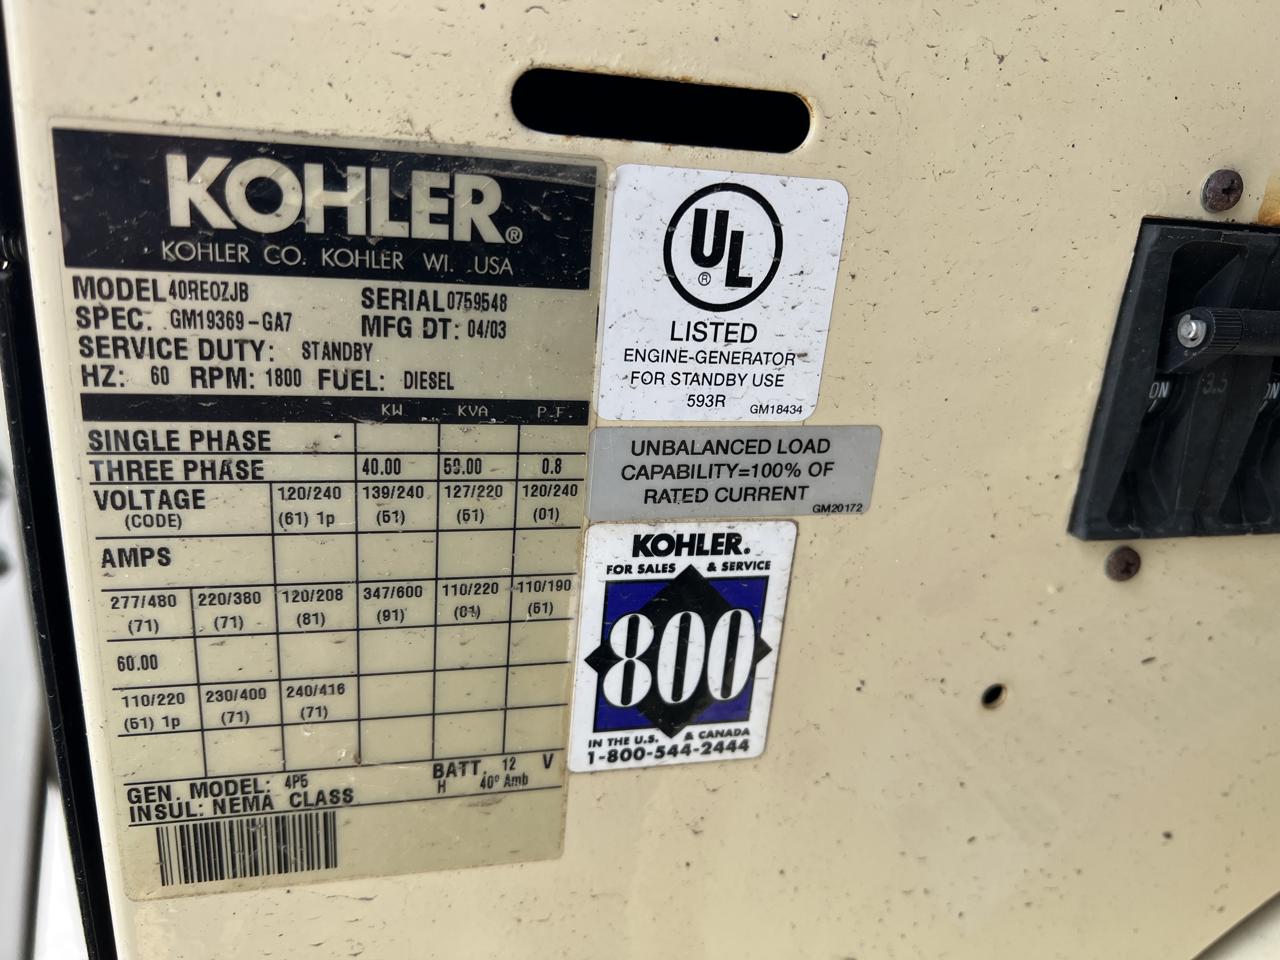 KOHLER®
KOHLER CO. KOHLER WI. USA
MODEL 40REOZJB SERIAL 0759548
SPEC. GM19369-GA7 MFG DT: 04/03
SERVICE DUTY: STANDBY
HZ: 60 RPM: 1800 FUEL: DIESEL
KW KVA P.F.
SINGLE PHASE
THREE PHASE 40.00 50.00 0.8
VOLTAGE 120/240 139/240 127/220 120/240
(CODE) (61) 1p (51) (51) (01)
AMPS
277/480 220/380 120/208 347/600 110/220 110/190
(71) (71) (81) (91) (01) (51)
60.00
110/220 230/400 240/416
(51) 1p (71) (71)
GEN. MODEL: 4P5 BATT. 12 V
INSUL: NEMA CLASS H 40° Amb
UL
®
LISTED
ENGINE-GENERATOR
FOR STANDBY USE
593R
GM18434
UNBALANCED LOAD
CAPABILITY=100% OF
RATED CURRENT
GM20172
KOHLER.
FOR SALES & SERVICE
800
IN THE U.S. & CANADA
1-800-544-2444
ON